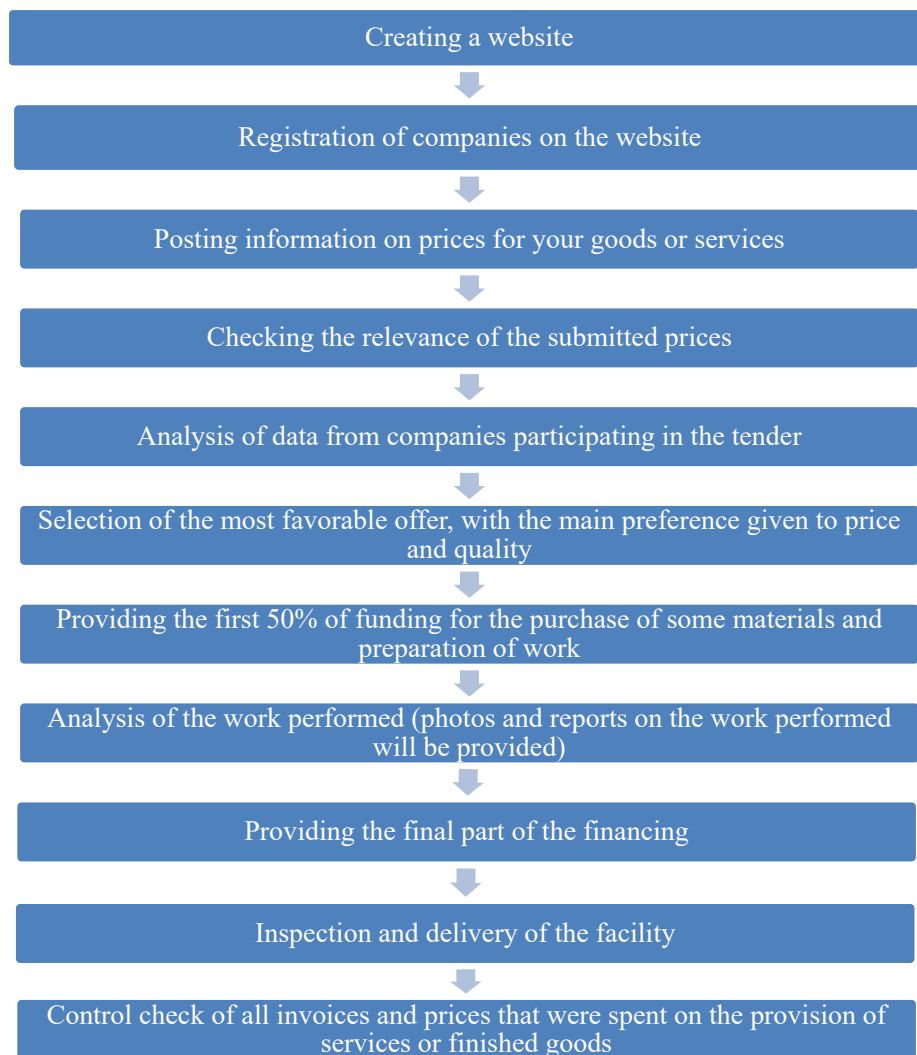 Creating a website
Registration of companies on the website
Posting information on prices for your goods or services
Checking the relevance of the submitted prices
Analysis of data from companies participating in the tender
Selection of the most favorable offer, with the main preference given to price
and quality
Providing the first 50% of funding for the purchase of some materials and
preparation of work
Analysis of the work performed (photos and reports on the work performed
will be provided)
Providing the final part of the financing
Inspection and delivery of the facility
Control check of all invoices and prices that were spent on the provision of
services or finished goods